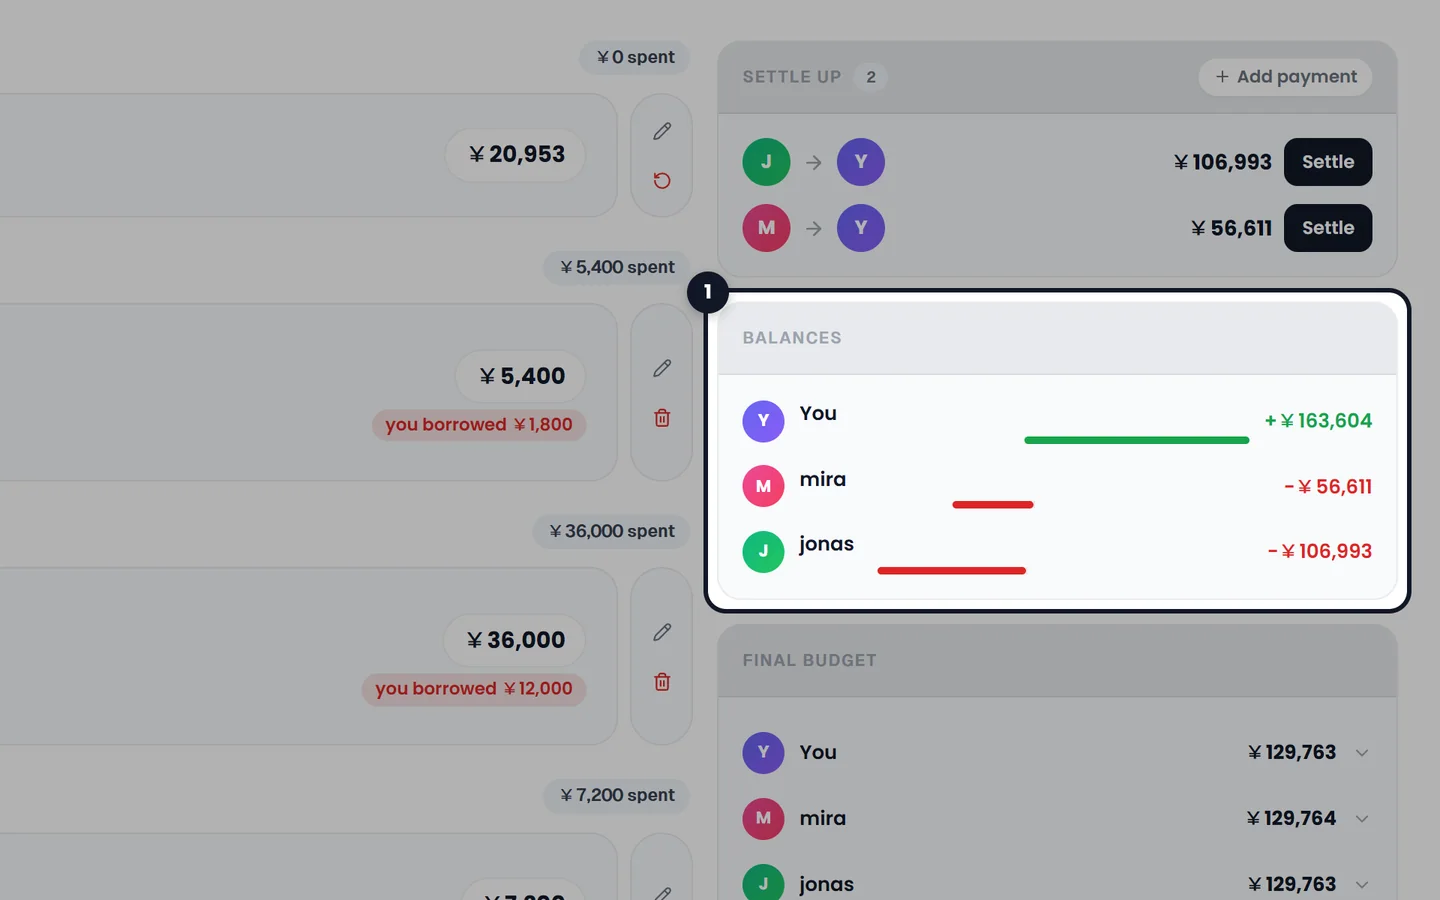 ¥0 spent
¥20,953
¥5,400 spent
¥5,400
you borrowed ¥1,800
¥36,000 spent
¥36,000
you borrowed ¥12,000
¥7,200 spent
SETTLE UP 2
+ Add payment
J → Y ¥106,993 Settle
M → Y ¥56,611 Settle
1
BALANCES
Y You +¥163,604
M mira -¥56,611
J jonas -¥106,993
FINAL BUDGET
Y You ¥129,763
M mira ¥129,764
J jonas ¥129,763